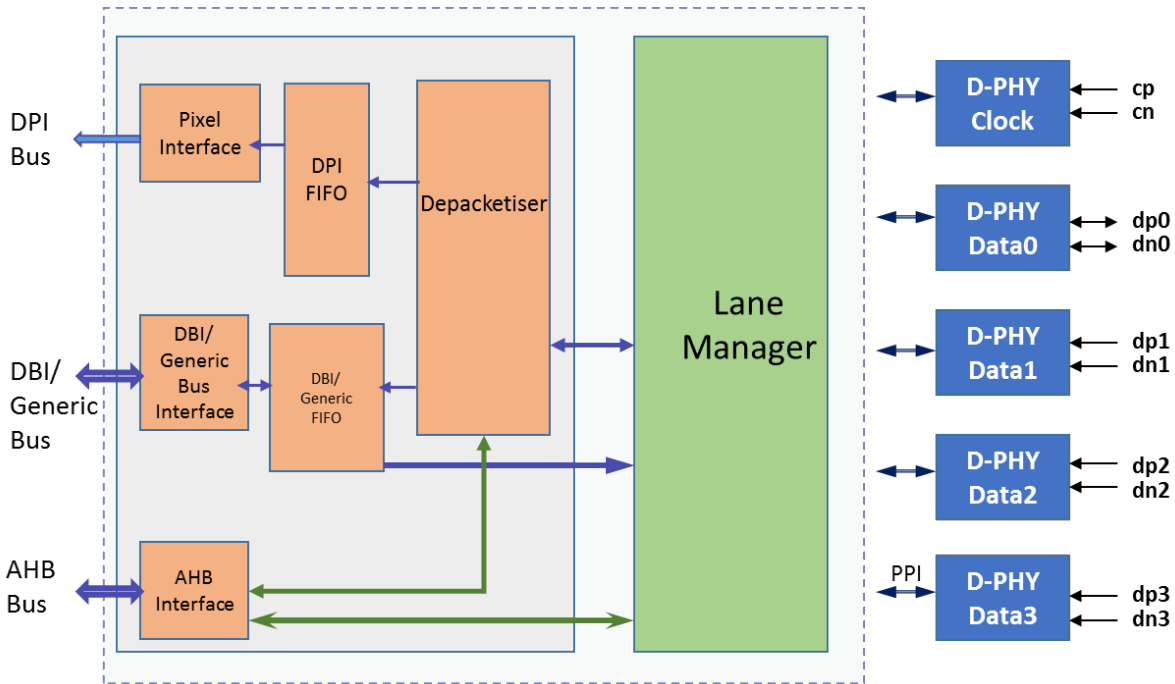 DPI
Bus
Pixel
Interface
DPI
FIFO
Depacketiser
DBI/
Generic
Bus
DBI/
Generic
Bus
Interface
DBI/
Generic
FIFO
AHB
Bus
AHB
Interface
Lane
Manager
D-PHY
Clock
cp
cn
D-PHY
Data0
dp0
dn0
D-PHY
Data1
dp1
dn1
D-PHY
Data2
dp2
dn2
PPI
D-PHY
Data3
dp3
dn3